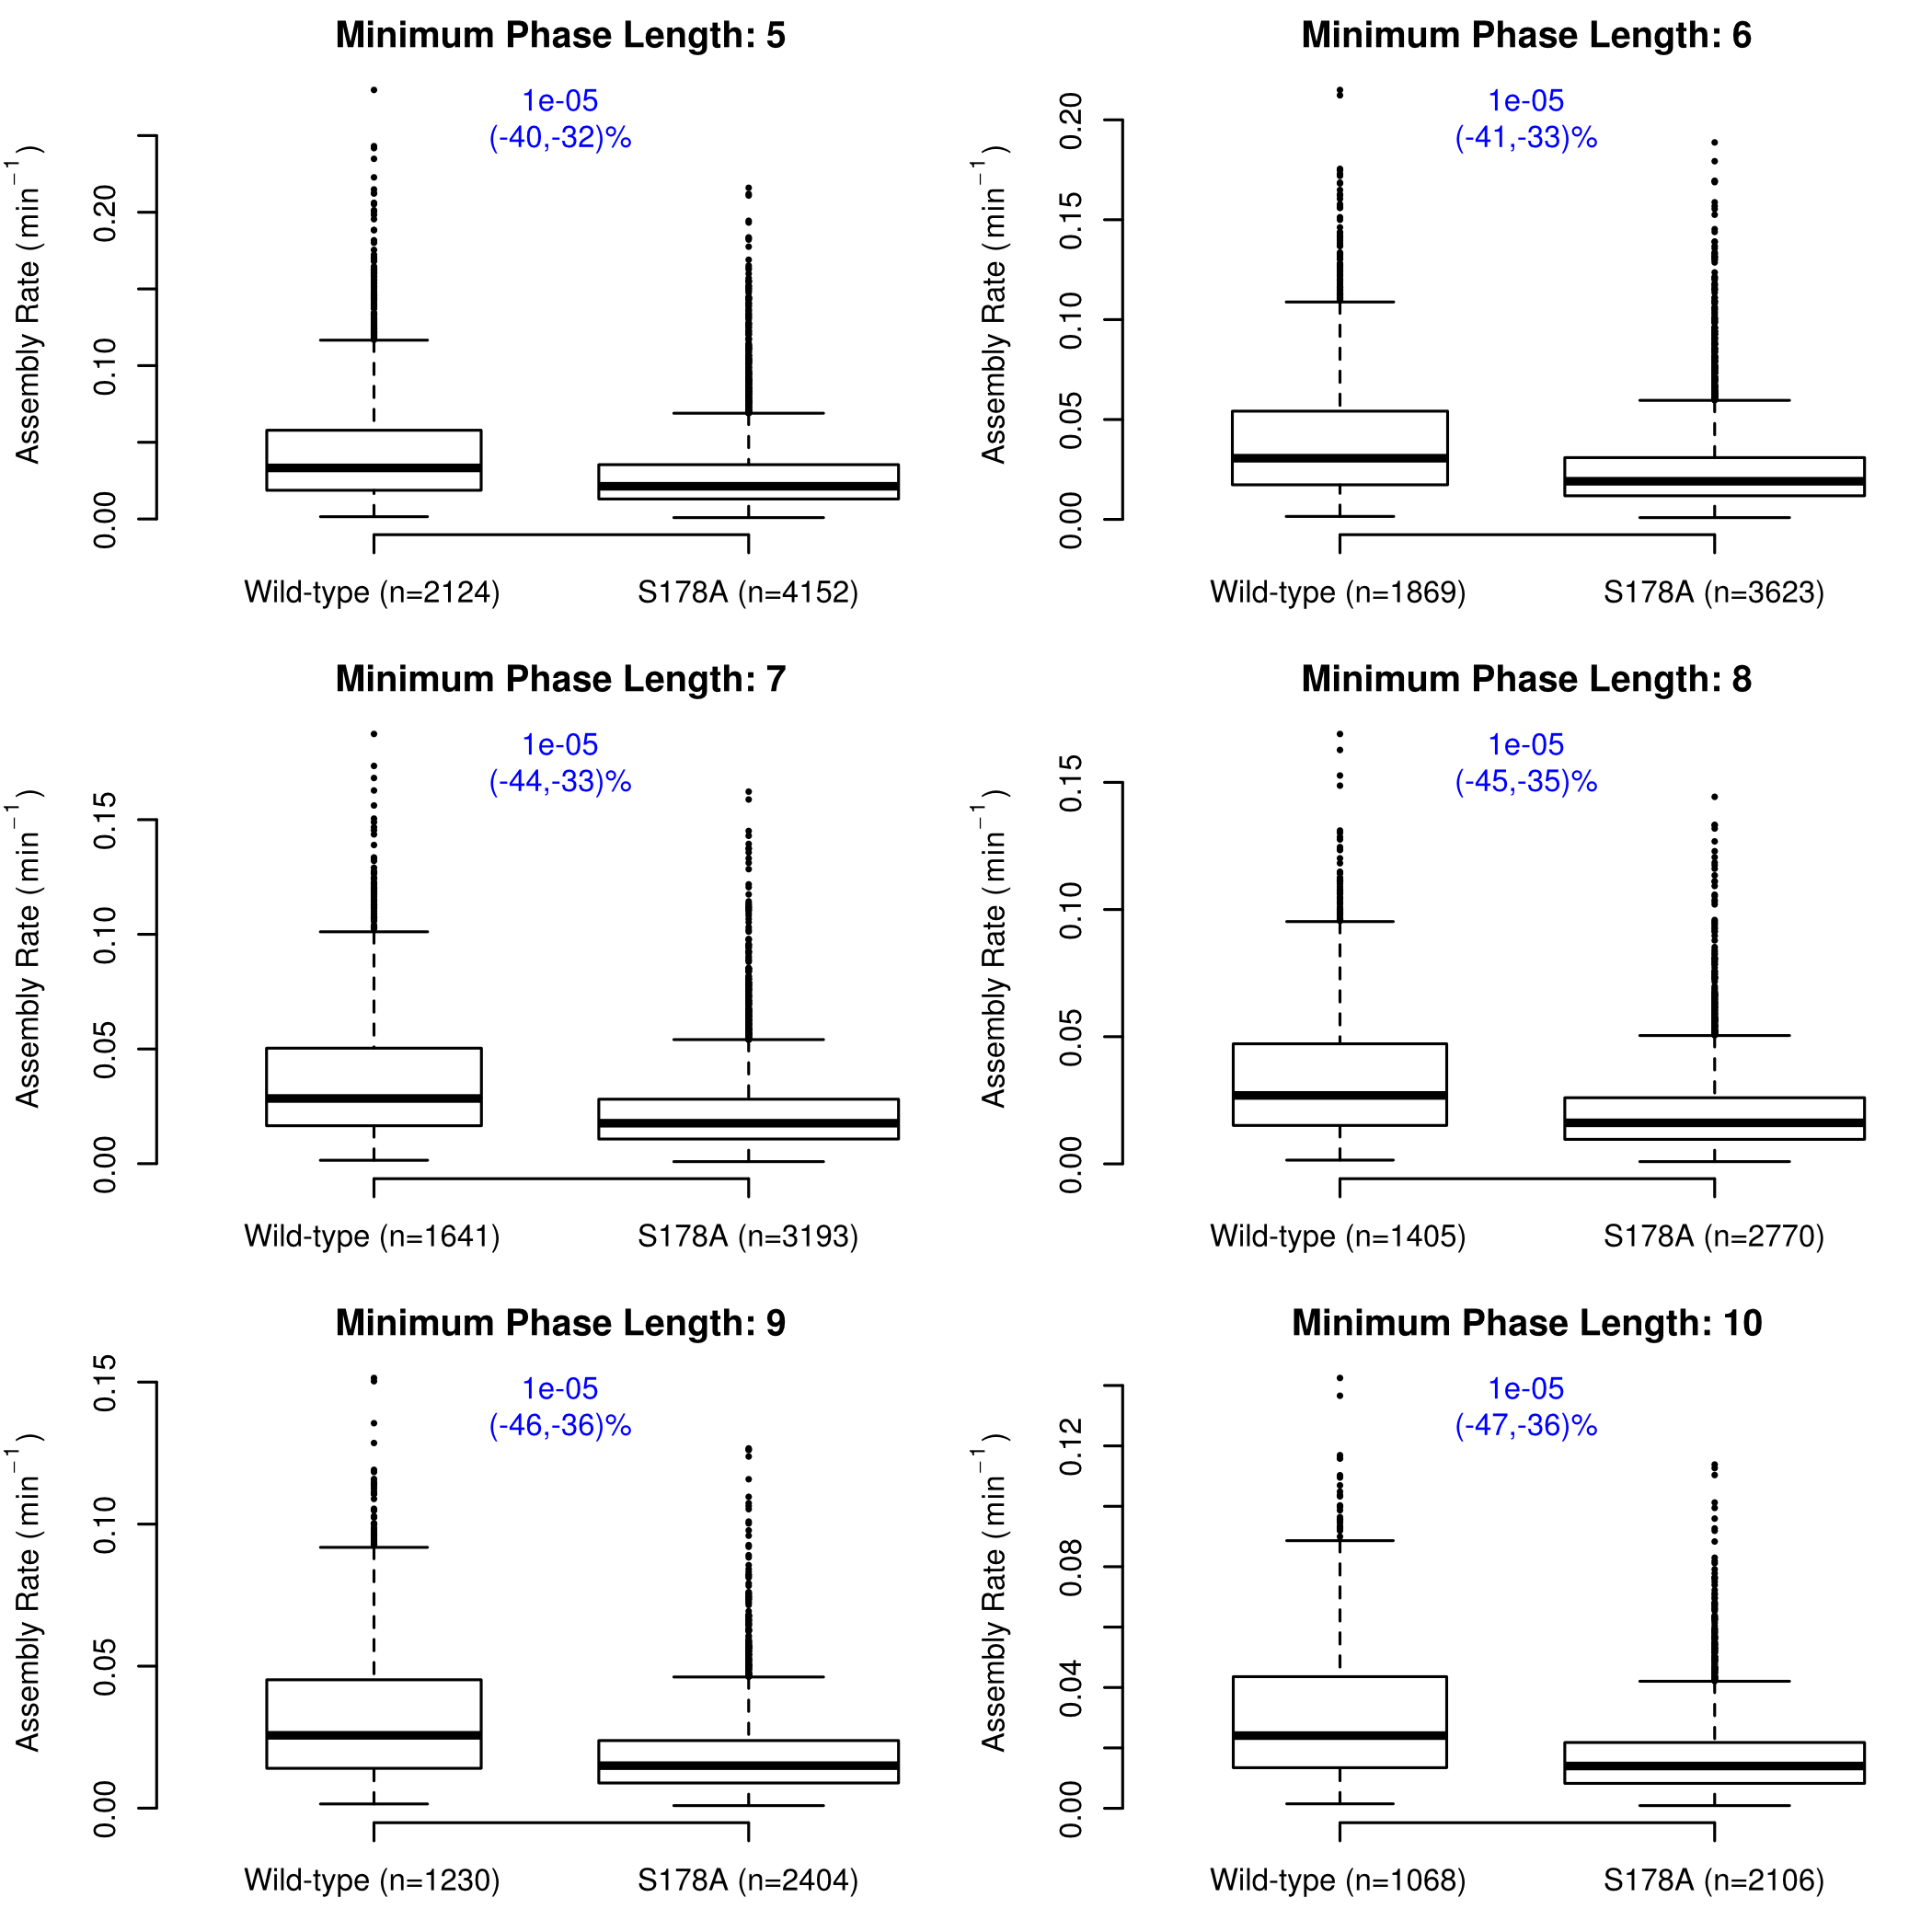 Minimum Phase Length: 5
1e-05
(-40,-32)%
Assembly Rate (min⁻¹)
0.20
0.10
0.00
Wild-type (n=2124)
S178A (n=4152)
Minimum Phase Length: 6
1e-05
(-41,-33)%
Assembly Rate (min⁻¹)
0.20
0.15
0.10
0.05
0.00
Wild-type (n=1869)
S178A (n=3623)
Minimum Phase Length: 7
1e-05
(-44,-33)%
Assembly Rate (min⁻¹)
0.15
0.10
0.05
0.00
Wild-type (n=1641)
S178A (n=3193)
Minimum Phase Length: 8
1e-05
(-45,-35)%
Assembly Rate (min⁻¹)
0.15
0.10
0.05
0.00
Wild-type (n=1405)
S178A (n=2770)
Minimum Phase Length: 9
1e-05
(-46,-36)%
Assembly Rate (min⁻¹)
0.15
0.10
0.05
0.00
Wild-type (n=1230)
S178A (n=2404)
Minimum Phase Length: 10
1e-05
(-47,-36)%
Assembly Rate (min⁻¹)
0.12
0.08
0.04
0.00
Wild-type (n=1068)
S178A (n=2106)